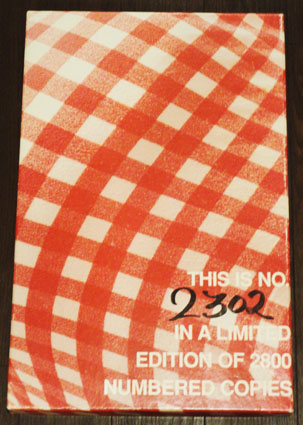 THIS IS NO.
2302
IN A LIMITED
EDITION OF 2800
NUMBERED COPIES